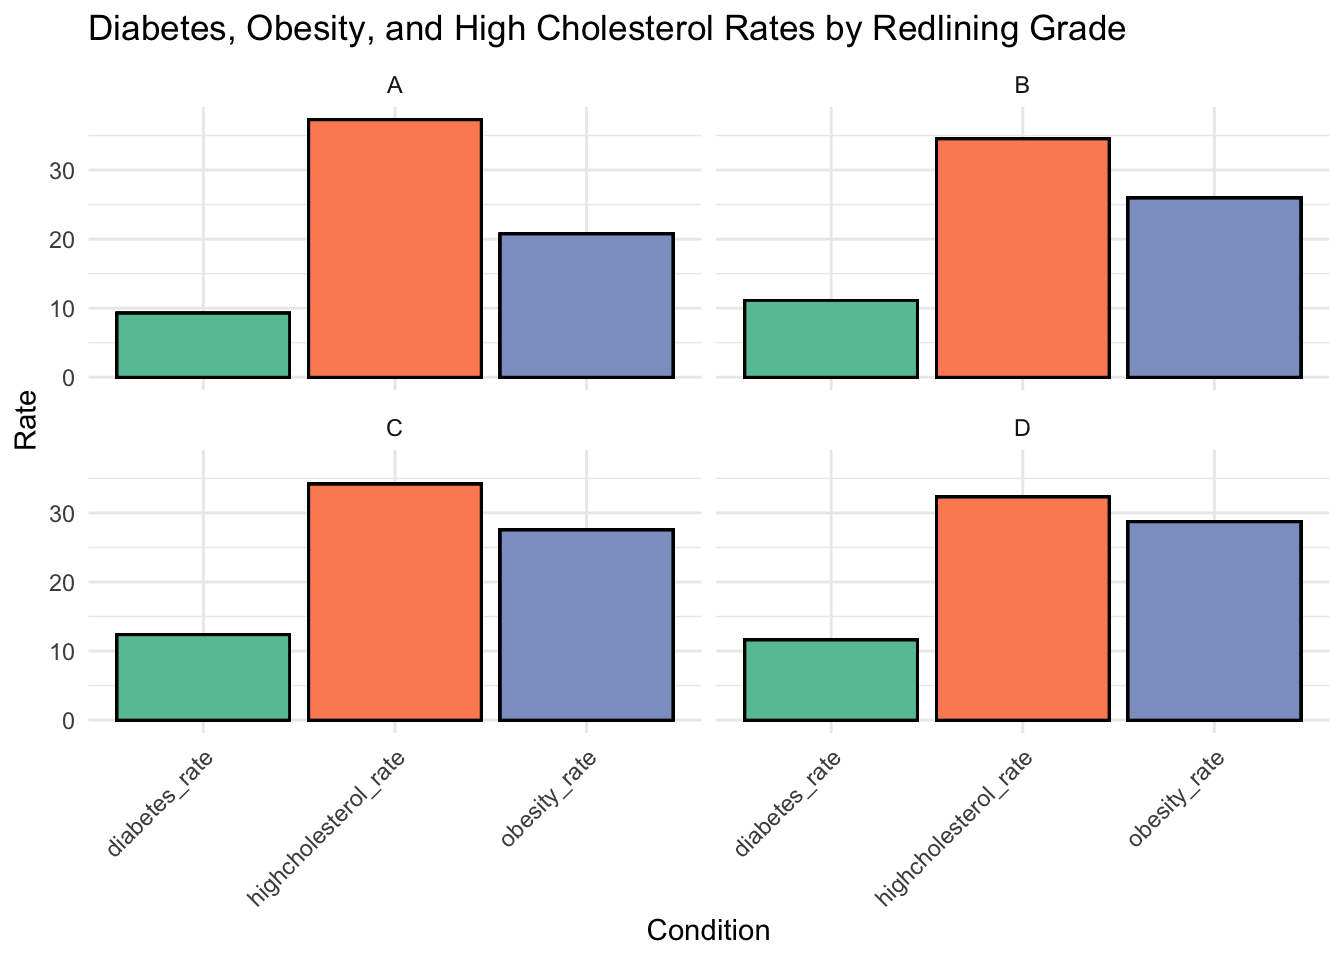 Diabetes, Obesity, and High Cholesterol Rates by Redlining Grade
A
B
30
20
10
0
Rate
C
D
30
20
10
0
diabetes_rate
highcholesterol_rate
obesity_rate
diabetes_rate
highcholesterol_rate
obesity_rate
Condition